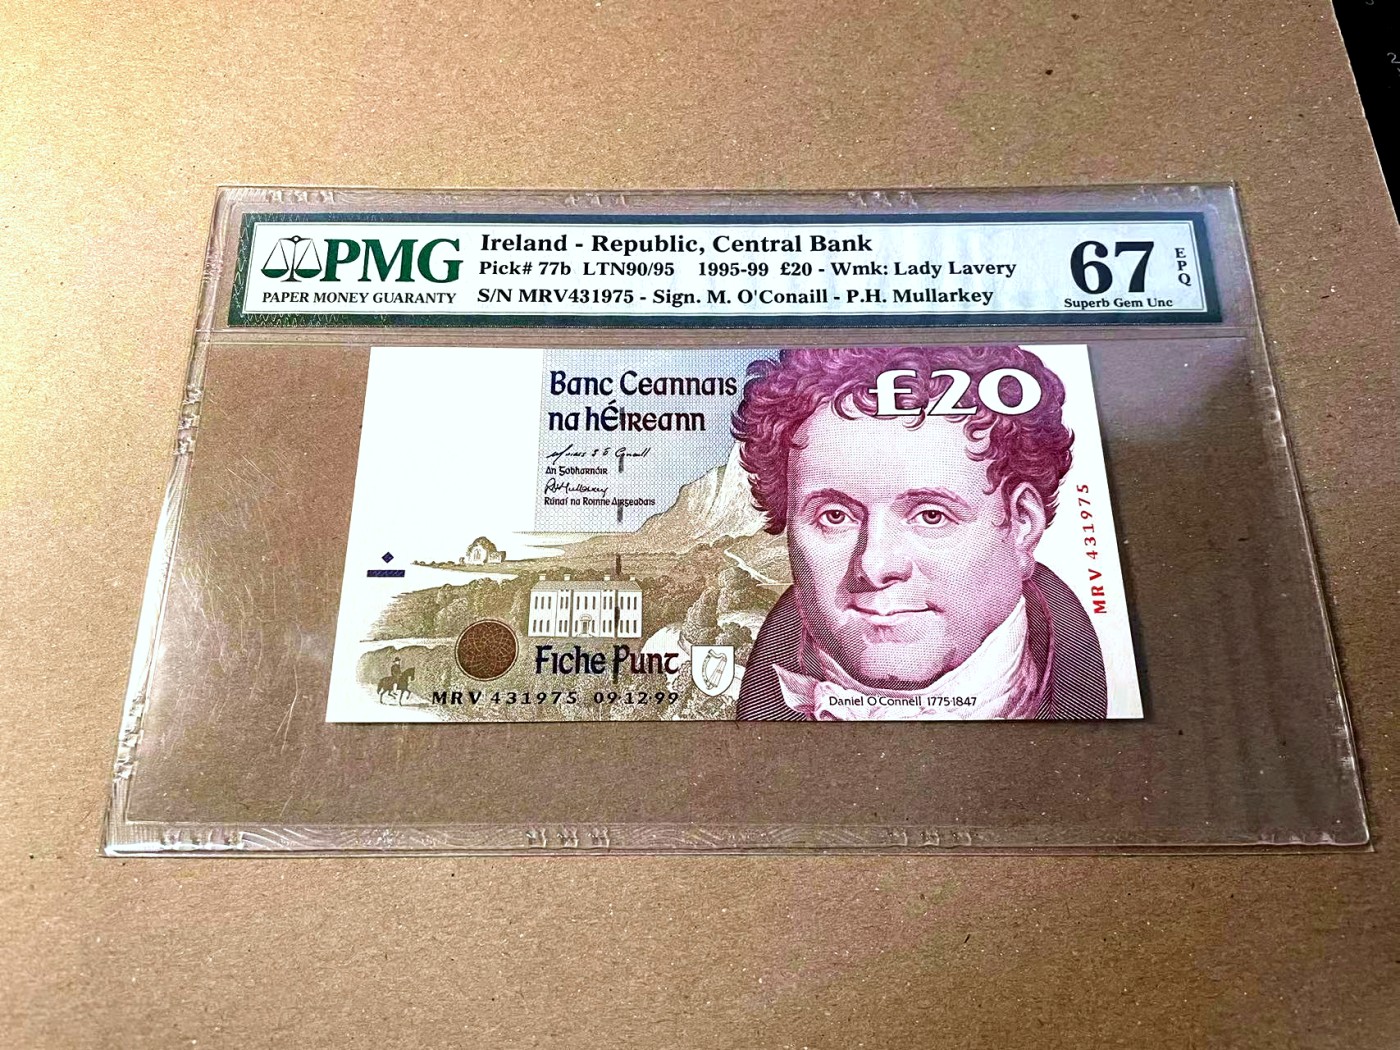 PMG
PAPER MONEY GUARANTY
Ireland - Republic, Central Bank
Pick# 77b LTN90/95 1995-99 £20 - Wmk: Lady Lavery
S/N MRV431975 - Sign. M. O'Conaill - P.H. Mullarkey
67
EPQ
Superb Gem Unc
Banc Ceannais
na hÉireann
£20
An Gobharnóir
Rúnaí na Roinne Airgeadais
MRV 431975
Fiche Punt
MRV 431975 09.12.99
Daniel O'Connell 1775-1847